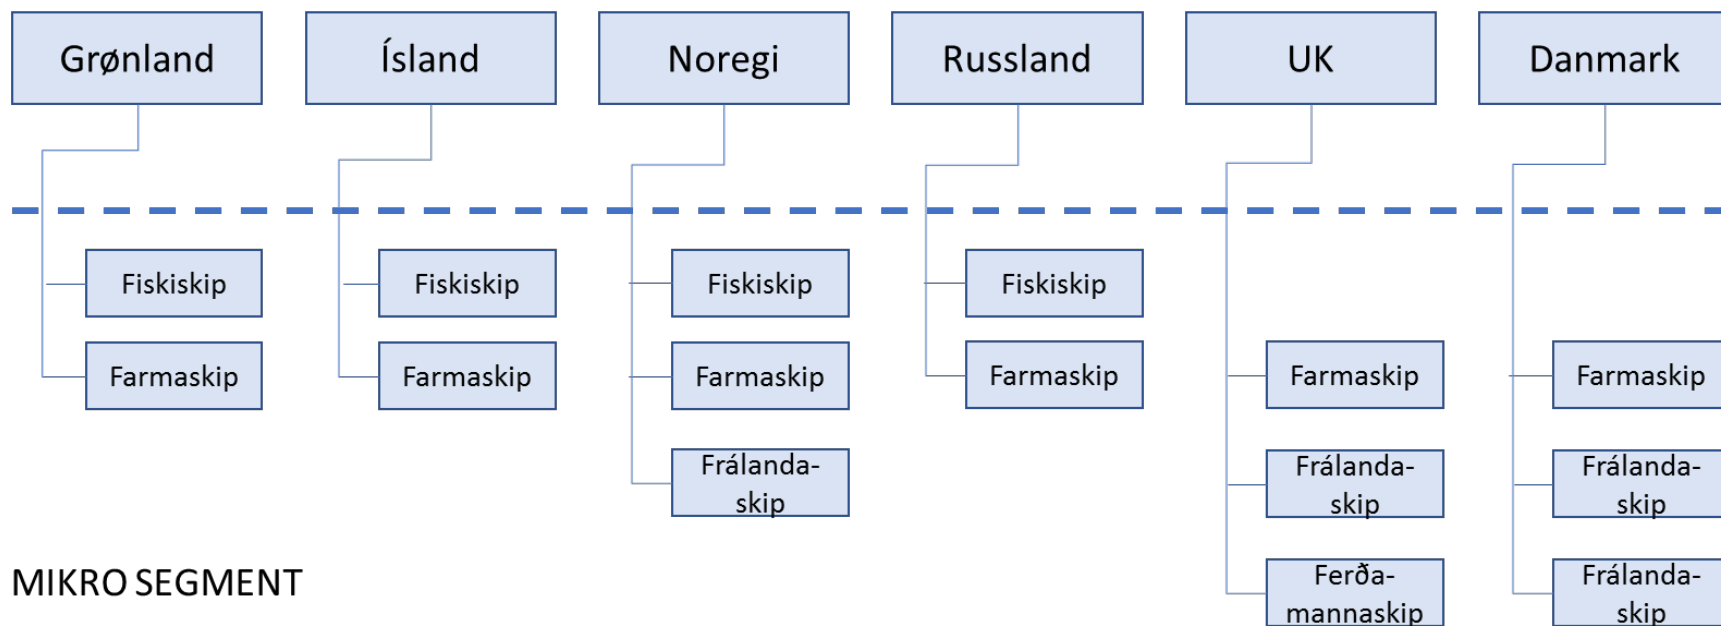 Grønland
Ísland
Noregi
Russland
UK
Danmark
Fiskiskip
Fiskiskip
Fiskiskip
Fiskiskip
Farmaskip
Farmaskip
Farmaskip
Farmaskip
Farmaskip
Farmaskip
Frálanda-
skip
Frálanda-
skip
Frálanda-
skip
MIKRO SEGMENT
Ferða-
mannaskip
Frálanda-
skip